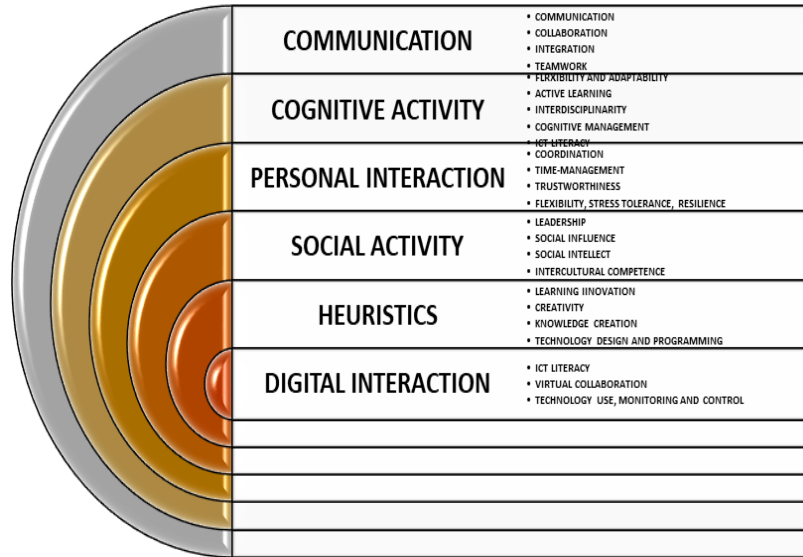 COMMUNICATION
• COMMUNICATION
• COLLABORATION
• INTEGRATION
• TEAMWORK
COGNITIVE ACTIVITY
• FLRXIBILITY AND ADAPTABILITY
• ACTIVE LEARNING
• INTERDISCIPLINARITY
• COGNITIVE MANAGEMENT
• ICT LITERACY
PERSONAL INTERACTION
• COORDINATION
• TIME-MANAGEMENT
• TRUSTWORTHINESS
• FLEXIBILITY, STRESS TOLERANCE, RESILIENCE
SOCIAL ACTIVITY
• LEADERSHIP
• SOCIAL INFLUENCE
• SOCIAL INTELLECT
• INTERCULTURAL COMPETENCE
HEURISTICS
• LEARNING IINOVATION
• CREATIVITY
• KNOWLEDGE CREATION
• TECHNOLOGY DESIGN AND PROGRAMMING
DIGITAL INTERACTION
• ICT LITERACY
• VIRTUAL COLLABORATION
• TECHNOLOGY USE, MONITORING AND CONTROL